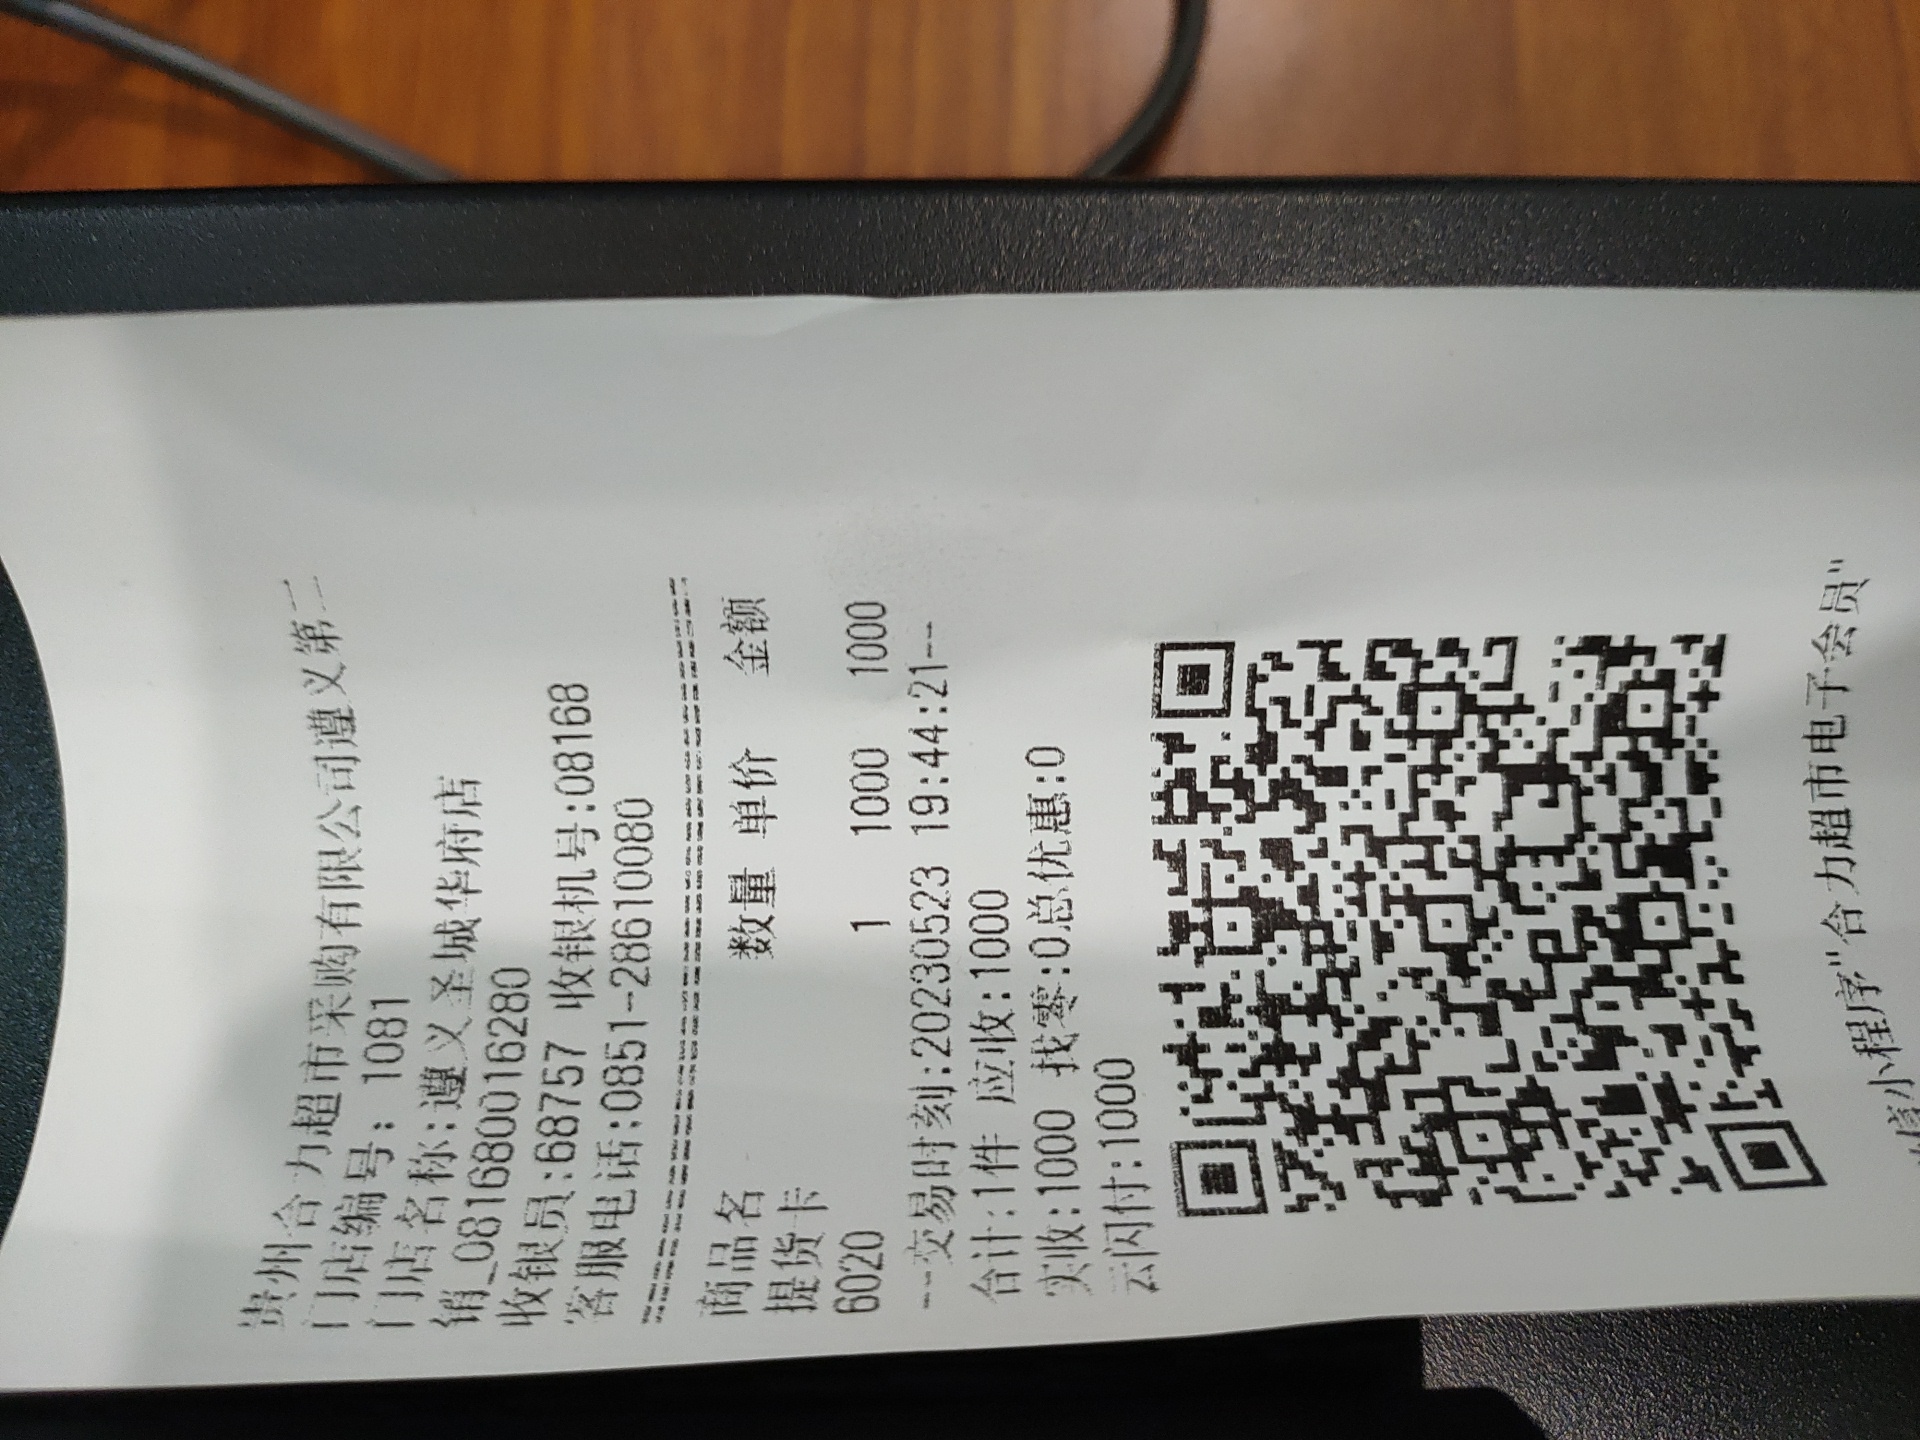 贵州合力超市采购有限公司遵义第二
门店编号: 1081
门店名称:遵义圣城华府店
销_0816800016280
收银员:68757 收银机号:08168
客服电话:0851-28610080
商品名 数量 单价 金额
提货卡
6020 1 1000 1000
--交易时刻:20230523 19:44:21--
合计:1件 应收:1000
实收:1000 找零:0总优惠:0
云闪付:1000
微信小程序"合力超市电子会员"